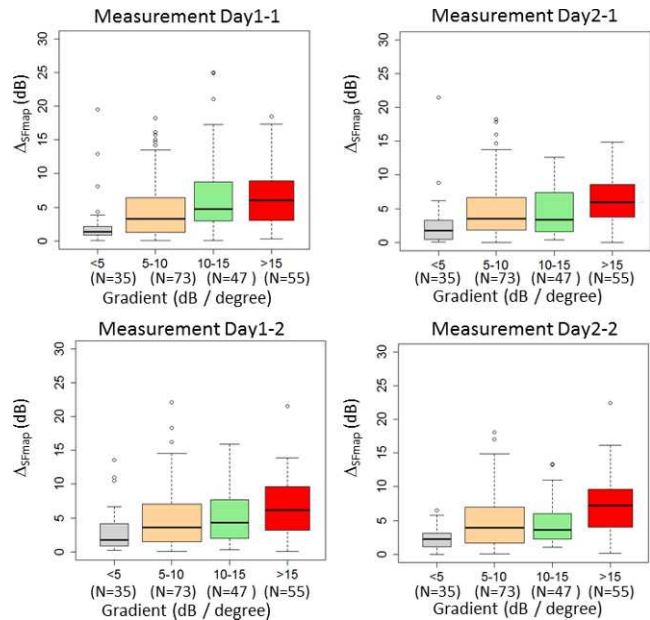 Measurement Day1-1
ΔSFmap (dB)
30
25
20
15
10
5
0
<5 5-10 10-15 >15
(N=35) (N=73) (N=47 ) (N=55)
Gradient (dB / degree)
Measurement Day2-1
ΔSFmap (dB)
30
25
20
15
10
5
0
<5 5-10 10-15 >15
(N=35) (N=73) (N=47 ) (N=55)
Gradient (dB / degree)
Measurement Day1-2
ΔSFmap (dB)
30
25
20
15
10
5
0
<5 5-10 10-15 >15
(N=35) (N=73) (N=47 ) (N=55)
Gradient (dB / degree)
Measurement Day2-2
ΔSFmap (dB)
30
25
20
15
10
5
0
<5 5-10 10-15 >15
(N=35) (N=73) (N=47 ) (N=55)
Gradient (dB / degree)